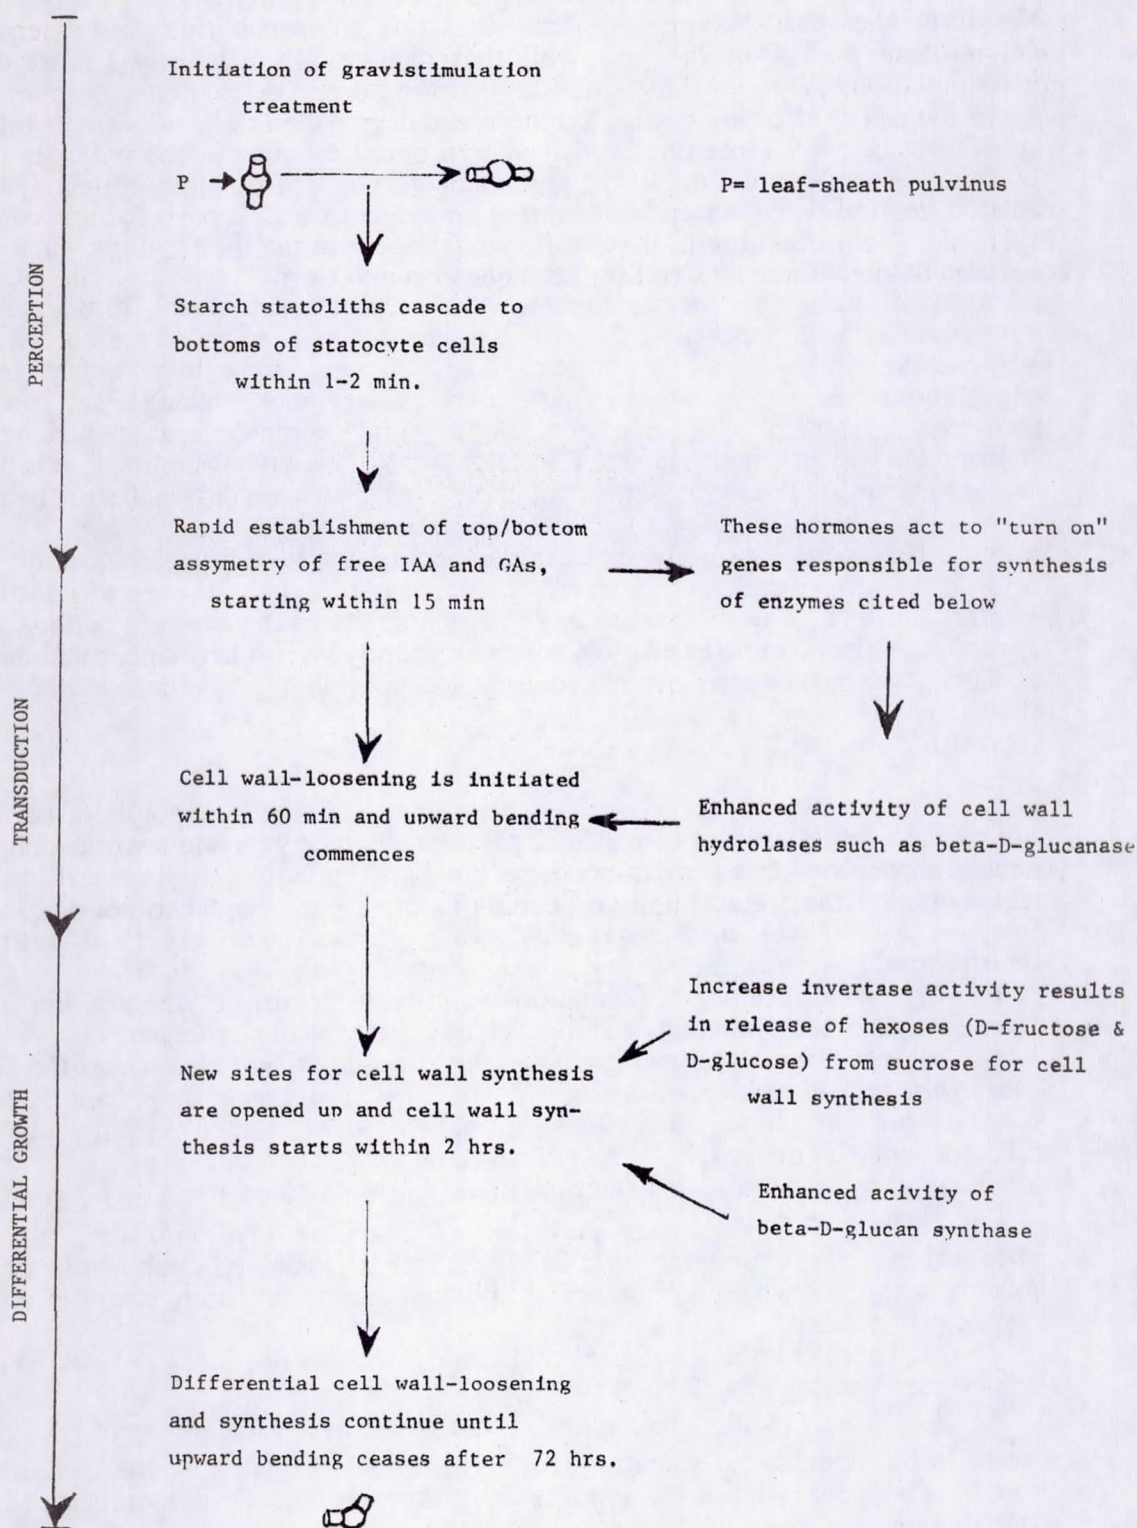 Initiation of gravistimulation
treatment
P
P= leaf-sheath pulvinus
PERCEPTION
Starch statoliths cascade to
bottoms of statocyte cells
within 1-2 min.
Rapid establishment of top/bottom
assymetry of free IAA and GAs,
starting within 15 min
These hormones act to "turn on"
genes responsible for synthesis
of enzymes cited below
TRANSDUCTION
Cell wall-loosening is initiated
within 60 min and upward bending
commences
Enhanced activity of cell wall
hydrolases such as beta-D-glucanase
DIFFERENTIAL GROWTH
New sites for cell wall synthesis
are opened up and cell wall syn-
thesis starts within 2 hrs.
Increase invertase activity results
in release of hexoses (D-fructose &
D-glucose) from sucrose for cell
wall synthesis
Enhanced acivity of
beta-D-glucan synthase
Differential cell wall-loosening
and synthesis continue until
upward bending ceases after 72 hrs.